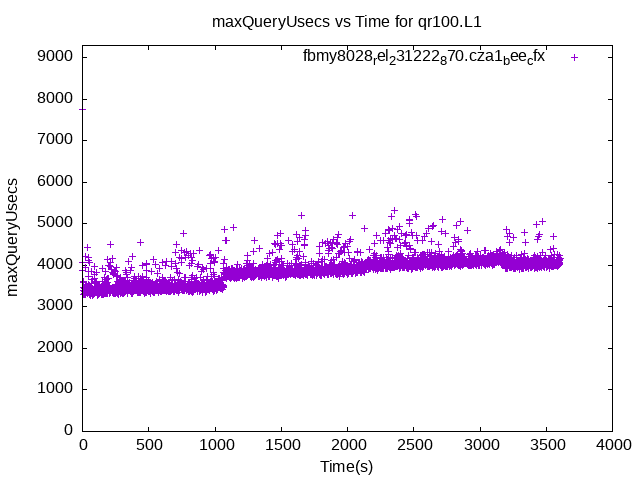 maxQueryUsecs vs Time for qr100.L1
fbmy8028relsub231222870.cza1beecfx
9000
8000
7000
6000
5000
4000
3000
2000
1000
0
maxQueryUsecs
0 500 1000 1500 2000 2500 3000 3500 4000
Time(s)